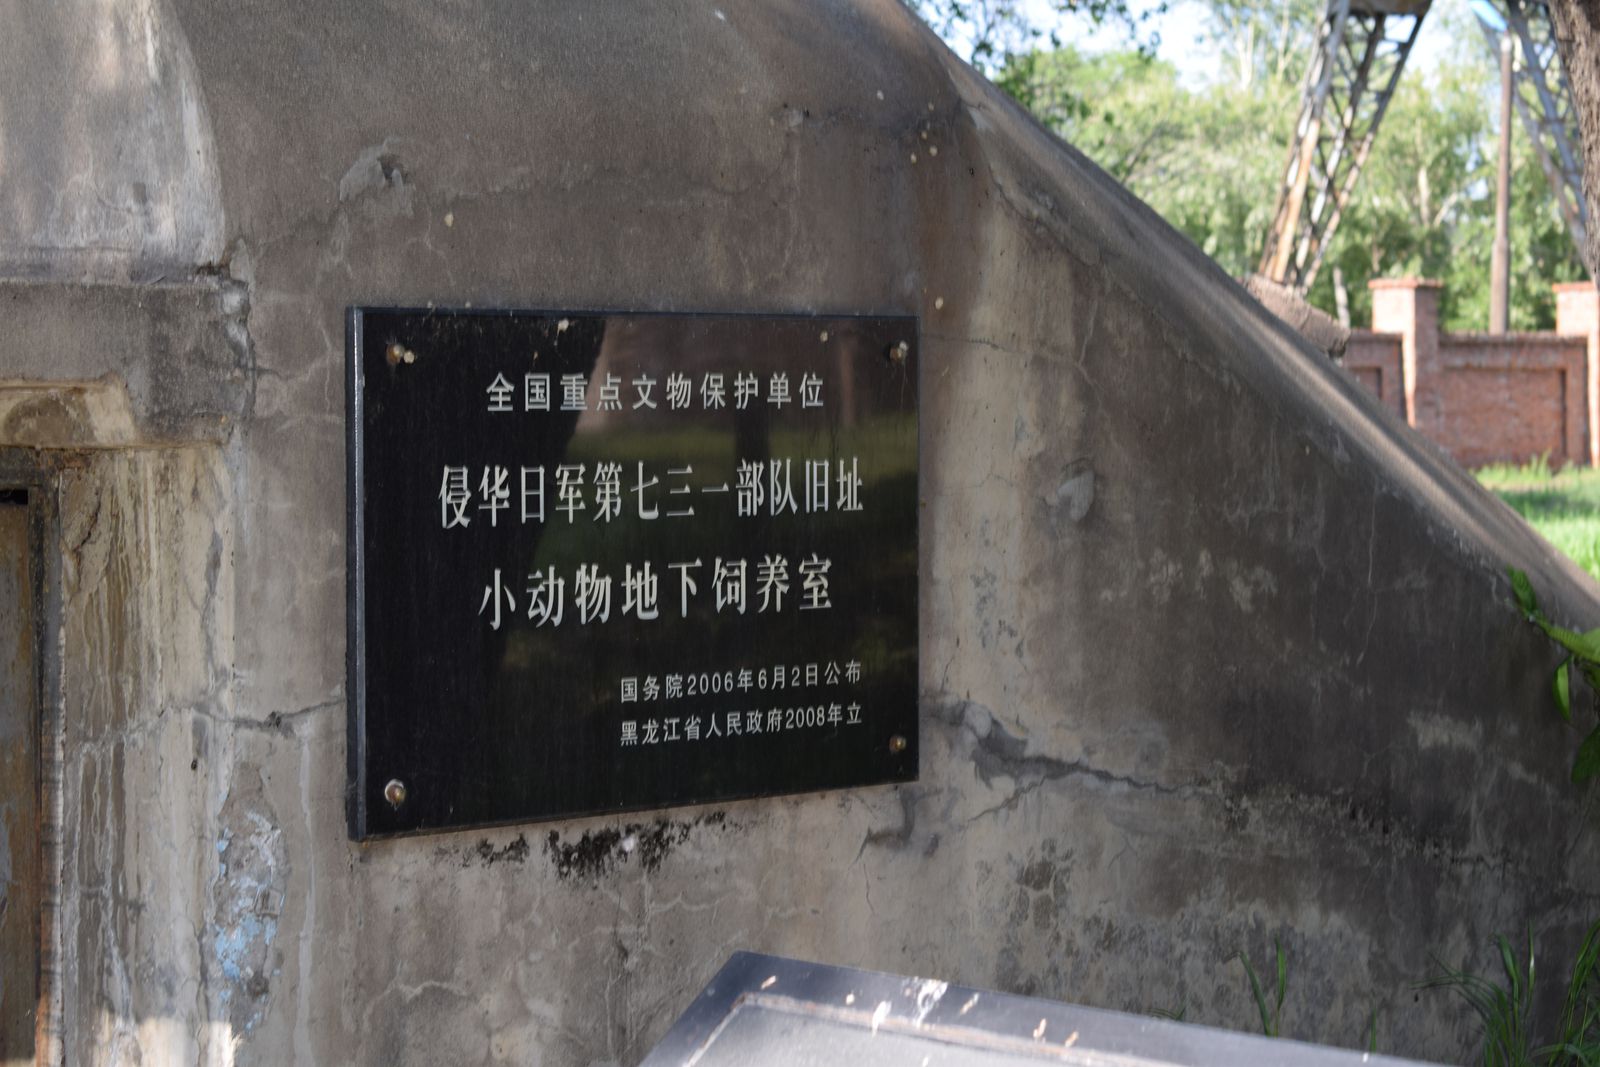 全国重点文物保护单位
侵华日军第七三一部队旧址
小动物地下饲养室
国务院2006年6月2日公布
黑龙江省人民政府2008年立